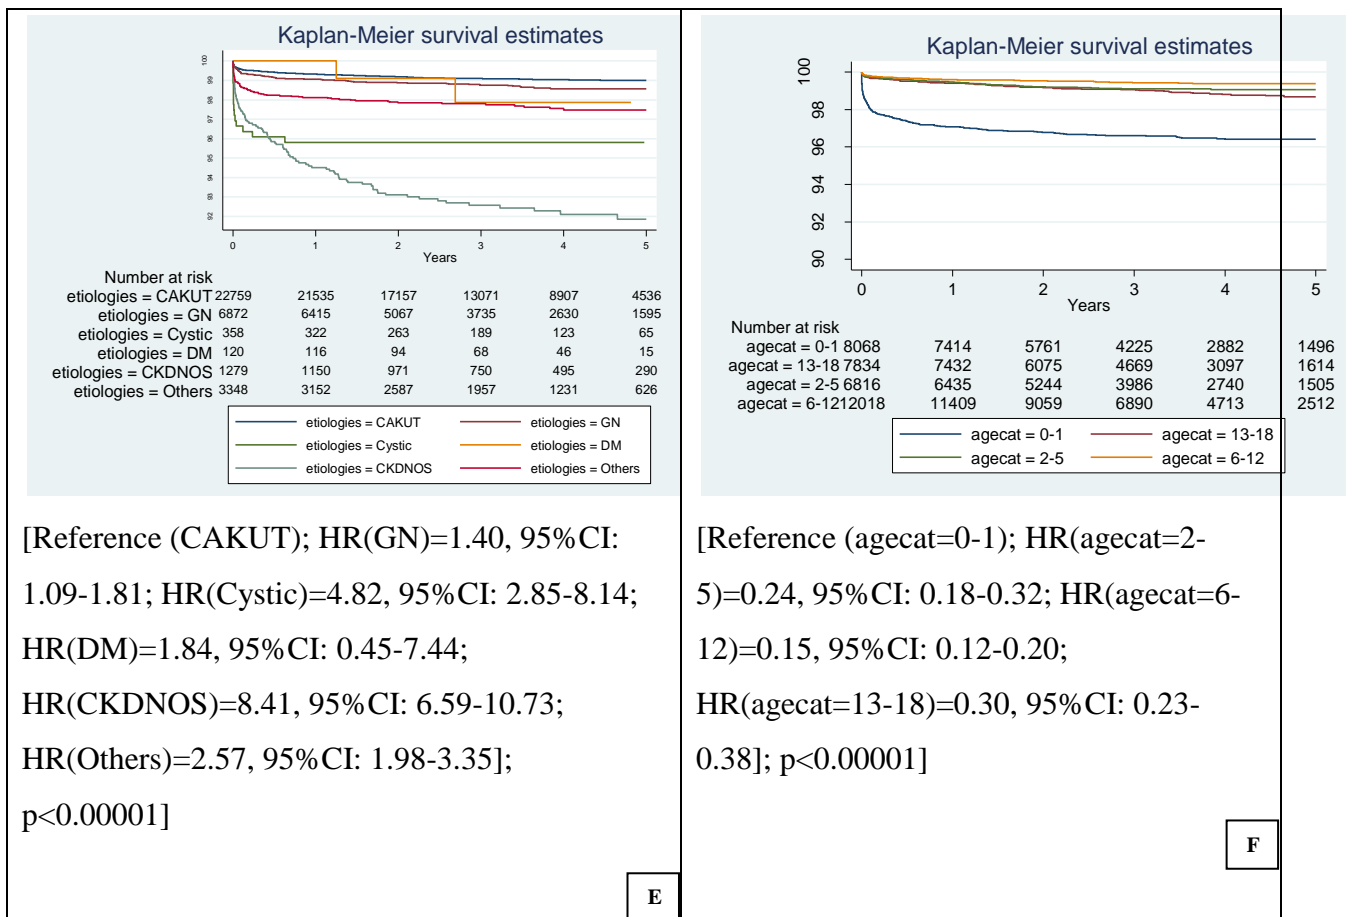 Kaplan-Meier survival estimates
100
99
98
97
96
95
94
93
92
0 1 2 3 4 5
Years
Number at risk
etiologies = CAKUT 22759 21535 17157 13071 8907 4536
etiologies = GN 6872 6415 5067 3735 2630 1595
etiologies = Cystic 358 322 263 189 123 65
etiologies = DM 120 116 94 68 46 15
etiologies = CKDNOS 1279 1150 971 750 495 290
etiologies = Others 3348 3152 2587 1957 1231 626
etiologies = CAKUT etiologies = GN
etiologies = Cystic etiologies = DM
etiologies = CKDNOS etiologies = Others
[Reference (CAKUT); HR(GN)=1.40, 95%CI:
1.09-1.81; HR(Cystic)=4.82, 95%CI: 2.85-8.14;
HR(DM)=1.84, 95%CI: 0.45-7.44;
HR(CKDNOS)=8.41, 95%CI: 6.59-10.73;
HR(Others)=2.57, 95%CI: 1.98-3.35];
p<0.00001]
E
Kaplan-Meier survival estimates
100
98
96
94
92
90
0 1 2 3 4 5
Years
Number at risk
agecat = 0-1 8068 7414 5761 4225 2882 1496
agecat = 13-18 7834 7432 6075 4669 3097 1614
agecat = 2-5 6816 6435 5244 3986 2740 1505
agecat = 6-12 12018 11409 9059 6890 4713 2512
agecat = 0-1 agecat = 13-18
agecat = 2-5 agecat = 6-12
[Reference (agecat=0-1); HR(agecat=2-
5)=0.24, 95%CI: 0.18-0.32; HR(agecat=6-
12)=0.15, 95%CI: 0.12-0.20;
HR(agecat=13-18)=0.30, 95%CI: 0.23-
0.38]; p<0.00001]
F